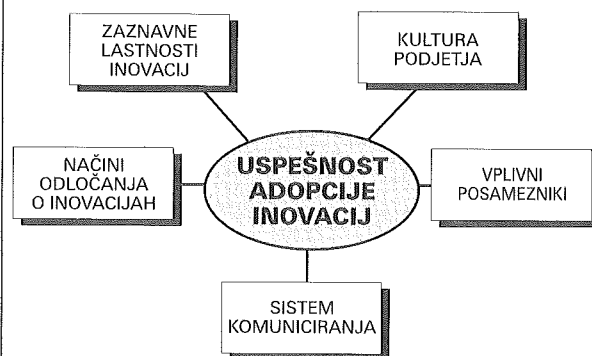 ZAZNAVNE
LASTNOSTI
INOVACIJ
KULTURA
PODJETJA
NAČINI
ODLOČANJA
O INOVACIJAH
USPEŠNOST
ADOPCIJE
INOVACIJ
VPLIVNI
POSAMEZNIKI
SISTEM
KOMUNICIRANJA